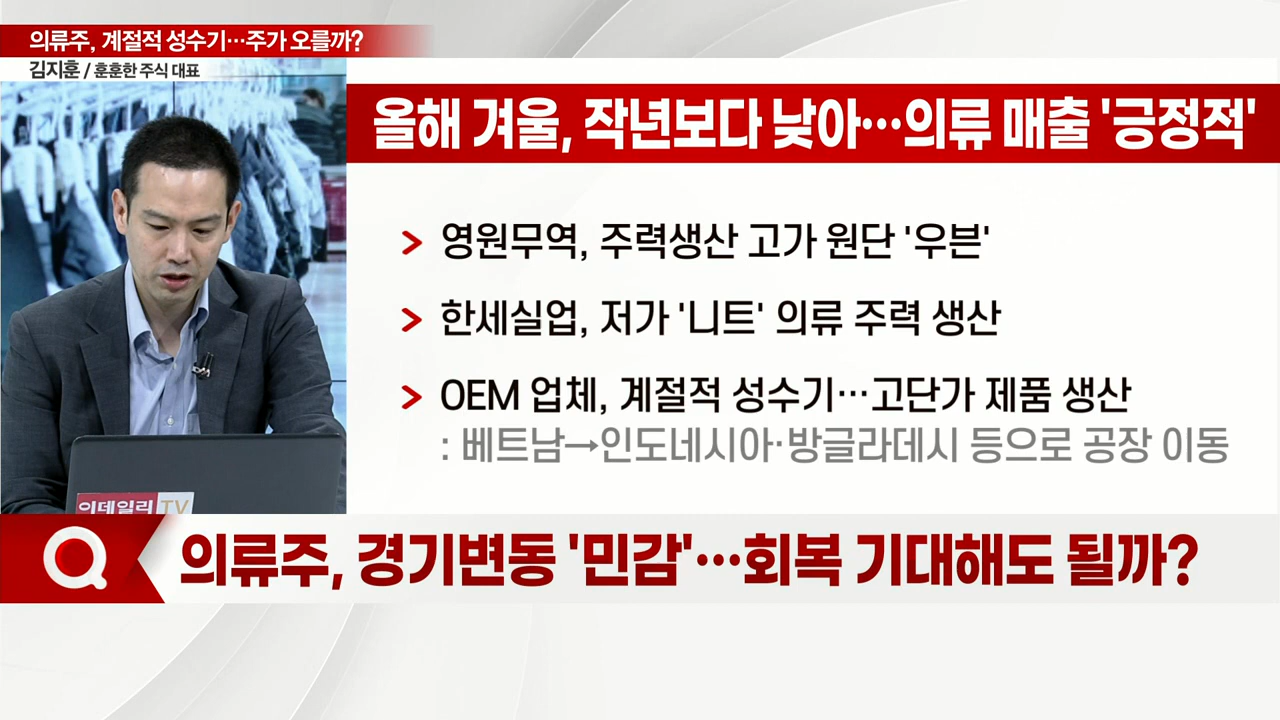 의류주, 계절적 성수기…주가 오를까?
김지훈 / 훈훈한 주식 대표
올해 겨울, 작년보다 낮아…의류 매출 '긍정적'
> 영원무역, 주력생산 고가 원단 '우븐'
> 한세실업, 저가 '니트' 의류 주력 생산
> OEM 업체, 계절적 성수기…고단가 제품 생산
: 베트남→인도네시아·방글라데시 등으로 공장 이동
이데일리 TV
Q 의류주, 경기변동 '민감'…회복 기대해도 될까?